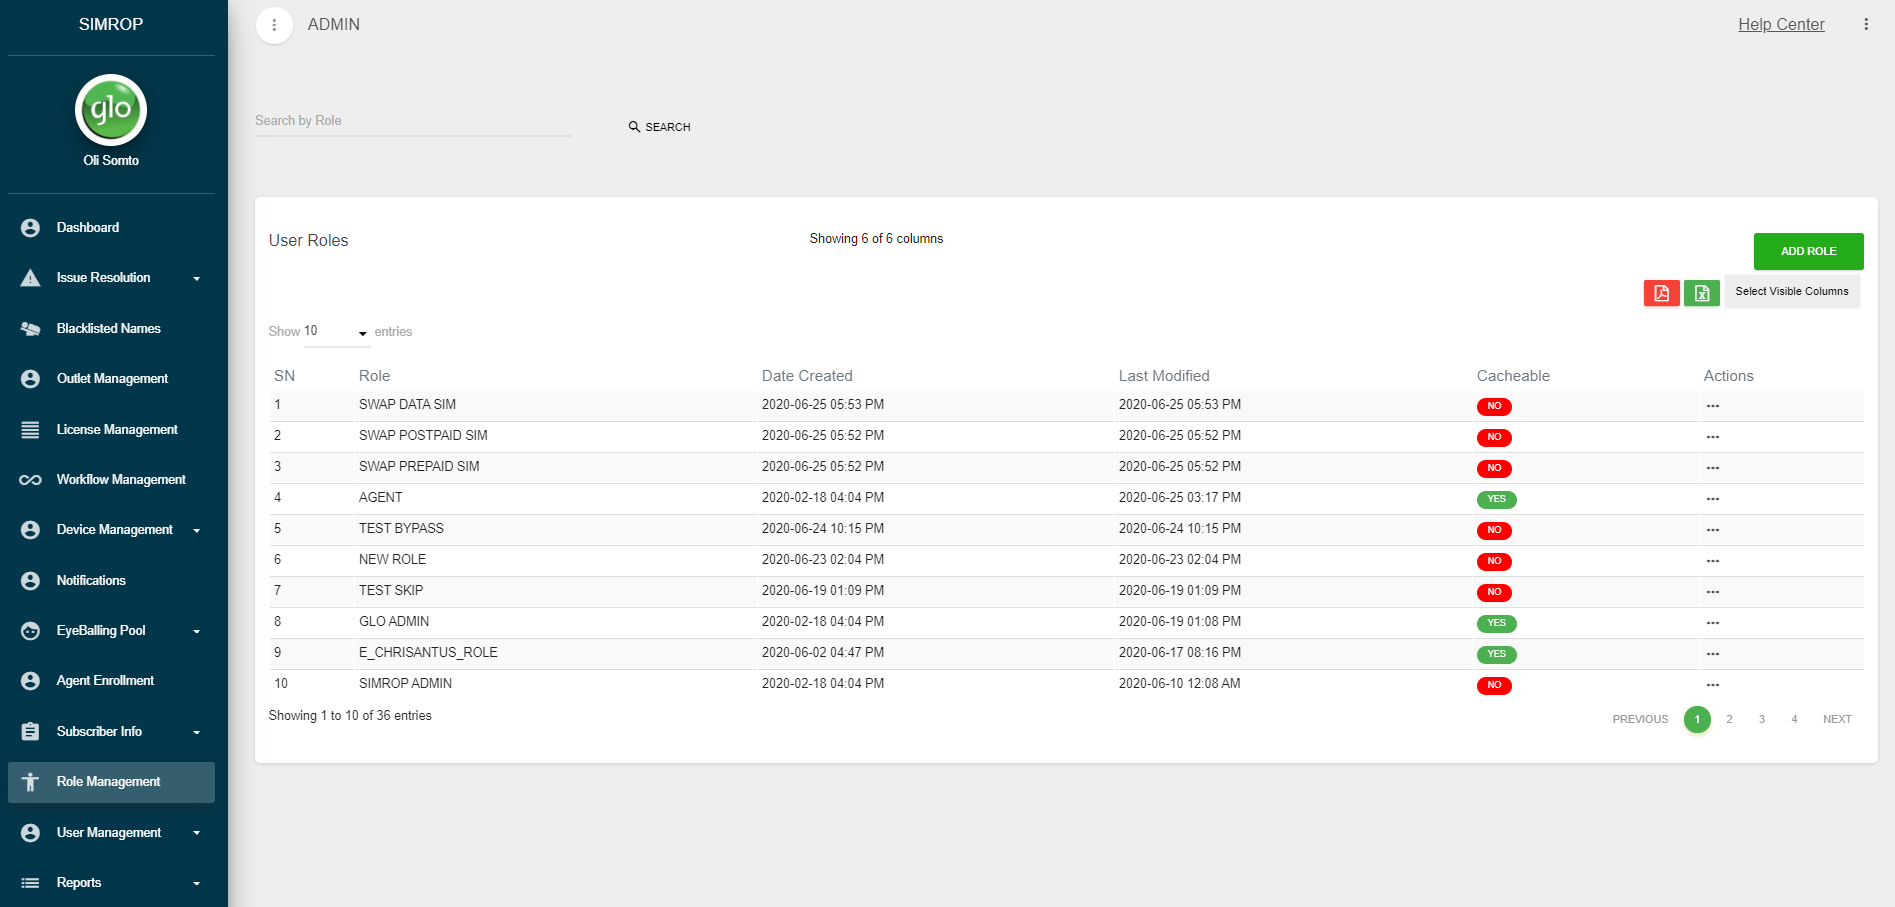 SIMROP
glo
Oli Somto
Dashboard
Issue Resolution
Blacklisted Names
Outlet Management
License Management
Workflow Management
Device Management
Notifications
EyeBalling Pool
Agent Enrollment
Subscriber Info
Role Management
User Management
Reports
ADMIN
Help Center
Search by Role
SEARCH
User Roles
Showing 6 of 6 columns
ADD ROLE
Select Visible Columns
Show 10 entries
SN Role Date Created Last Modified Cacheable Actions
1 SWAP DATA SIM 2020-06-25 05:53 PM 2020-06-25 05:53 PM NO
2 SWAP POSTPAID SIM 2020-06-25 05:52 PM 2020-06-25 05:52 PM NO
3 SWAP PREPAID SIM 2020-06-25 05:52 PM 2020-06-25 05:52 PM NO
4 AGENT 2020-02-18 04:04 PM 2020-06-25 03:17 PM YES
5 TEST BYPASS 2020-06-24 10:15 PM 2020-06-24 10:15 PM NO
6 NEW ROLE 2020-06-23 02:04 PM 2020-06-23 02:04 PM NO
7 TEST SKIP 2020-06-19 01:09 PM 2020-06-19 01:09 PM NO
8 GLO ADMIN 2020-02-18 04:04 PM 2020-06-19 01:08 PM YES
9 E_CHRISANTUS_ROLE 2020-06-02 04:47 PM 2020-06-17 08:16 PM YES
10 SIMROP ADMIN 2020-02-18 04:04 PM 2020-06-10 12:08 AM NO
Showing 1 to 10 of 36 entries
PREVIOUS 1 2 3 4 NEXT